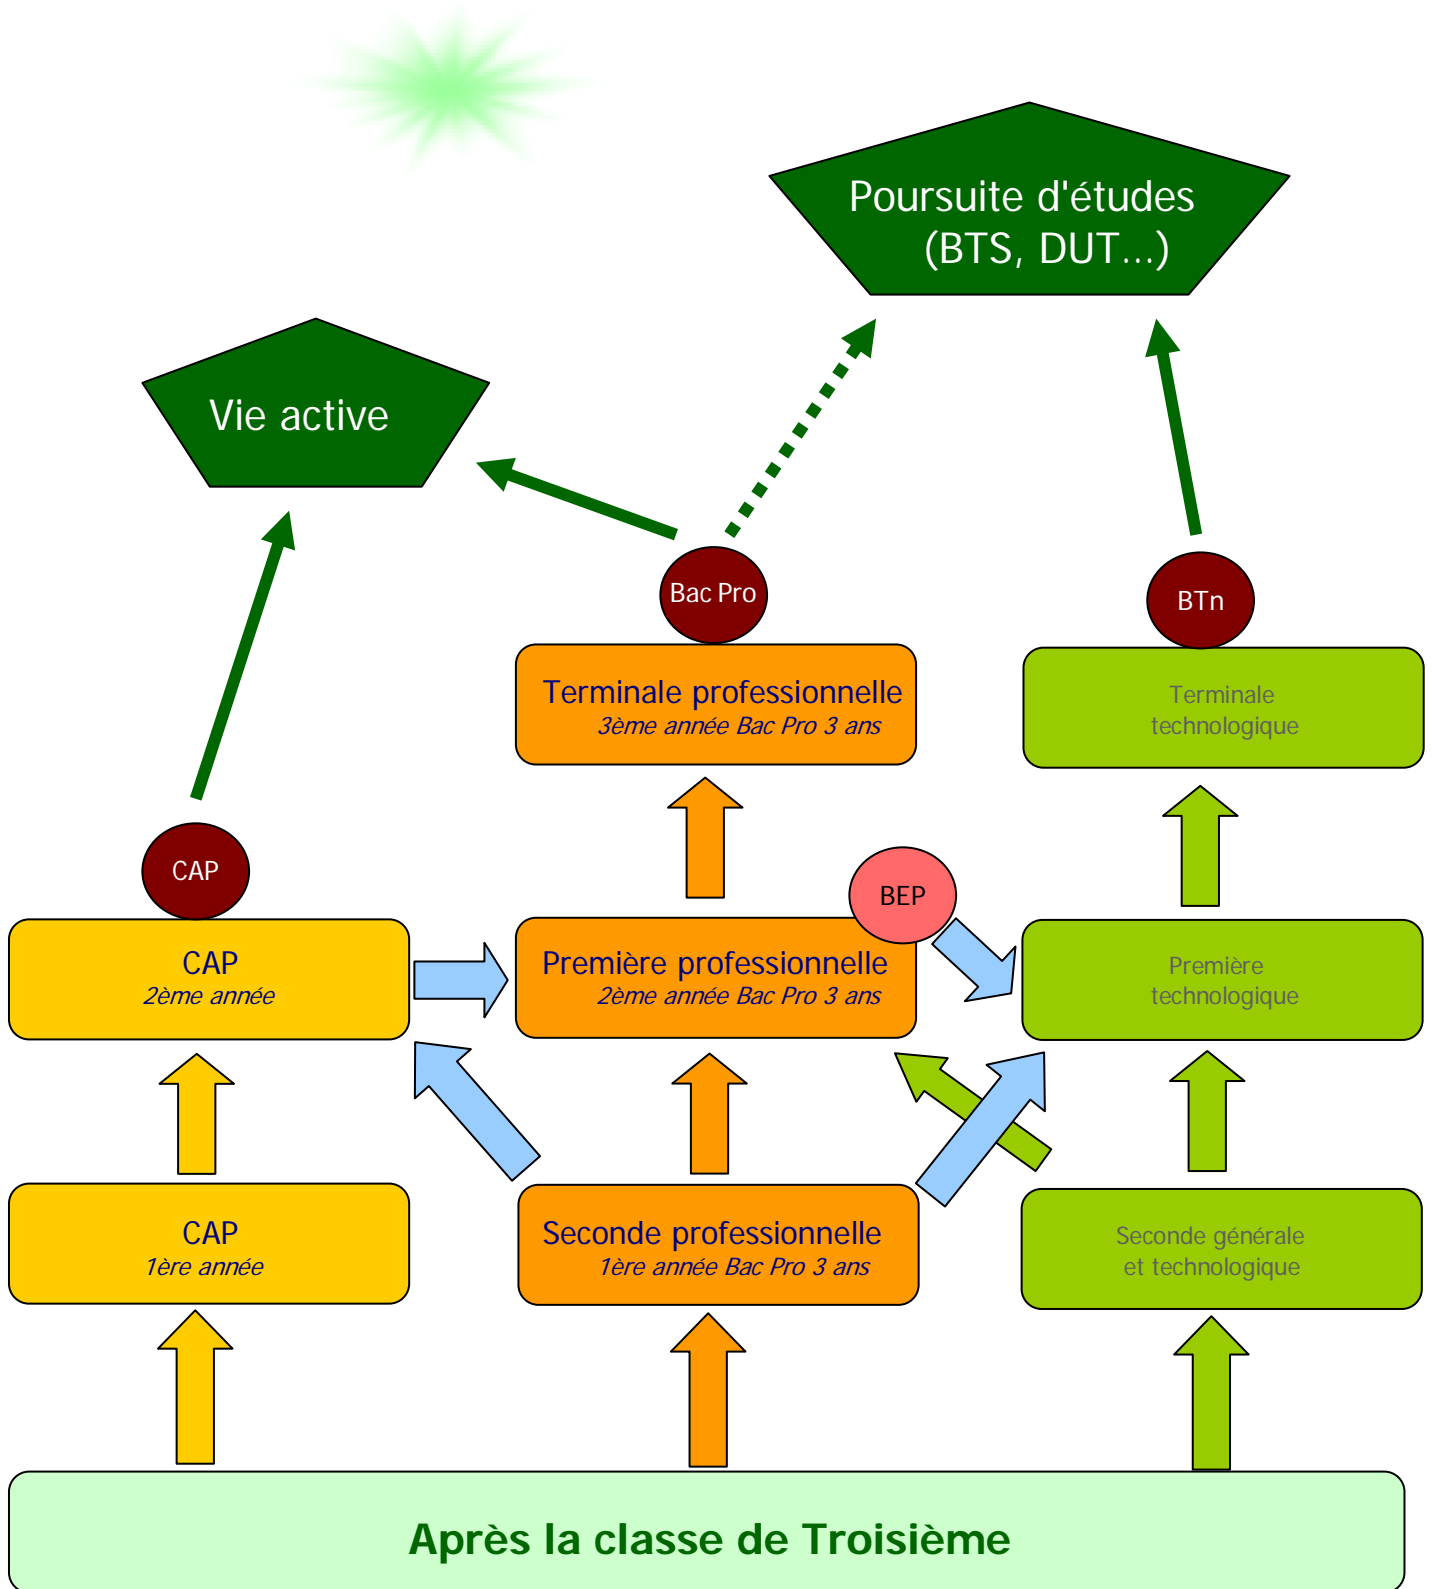 Poursuite d'études
(BTS, DUT...)
Vie active
Bac Pro
BTn
Terminale professionnelle
3ème année Bac Pro 3 ans
Terminale
technologique
CAP
BEP
CAP
2ème année
Première professionnelle
2ème année Bac Pro 3 ans
Première
technologique
CAP
1ère année
Seconde professionnelle
1ère année Bac Pro 3 ans
Seconde générale
et technologique
Après la classe de Troisième